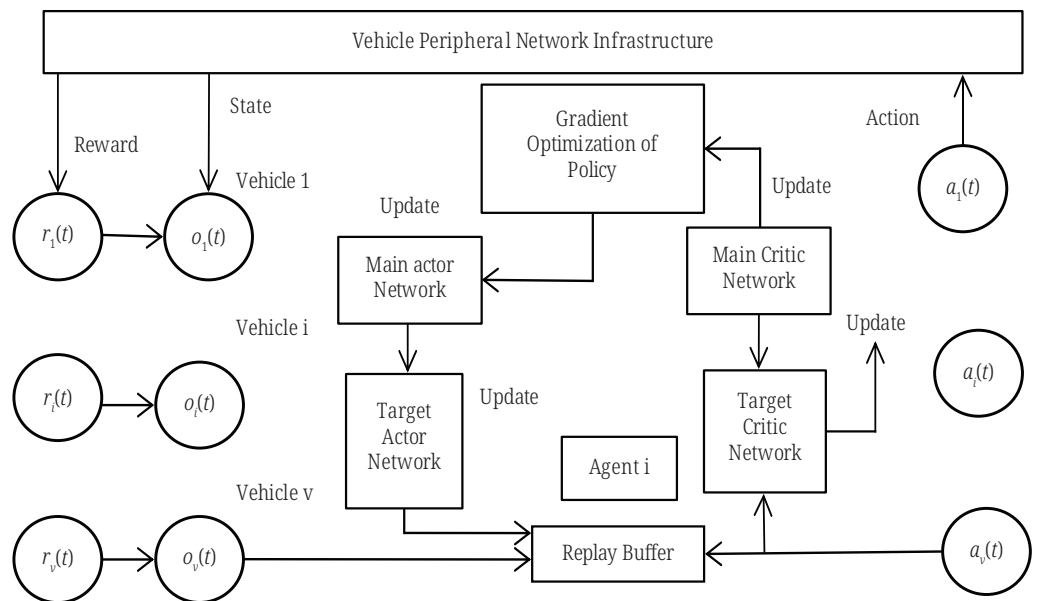 Vehicle Peripheral Network Infrastructure
State
Reward
Action
Gradient
Optimization of
Policy
Vehicle 1
Update
Update
r1(t)
o1(t)
a1(t)
Main actor
Network
Main Critic
Network
Vehicle i
Update
ri(t)
oi(t)
ai(t)
Target
Actor
Network
Update
Target
Critic
Network
Agent i
Vehicle v
rv(t)
ov(t)
Replay Buffer
av(t)